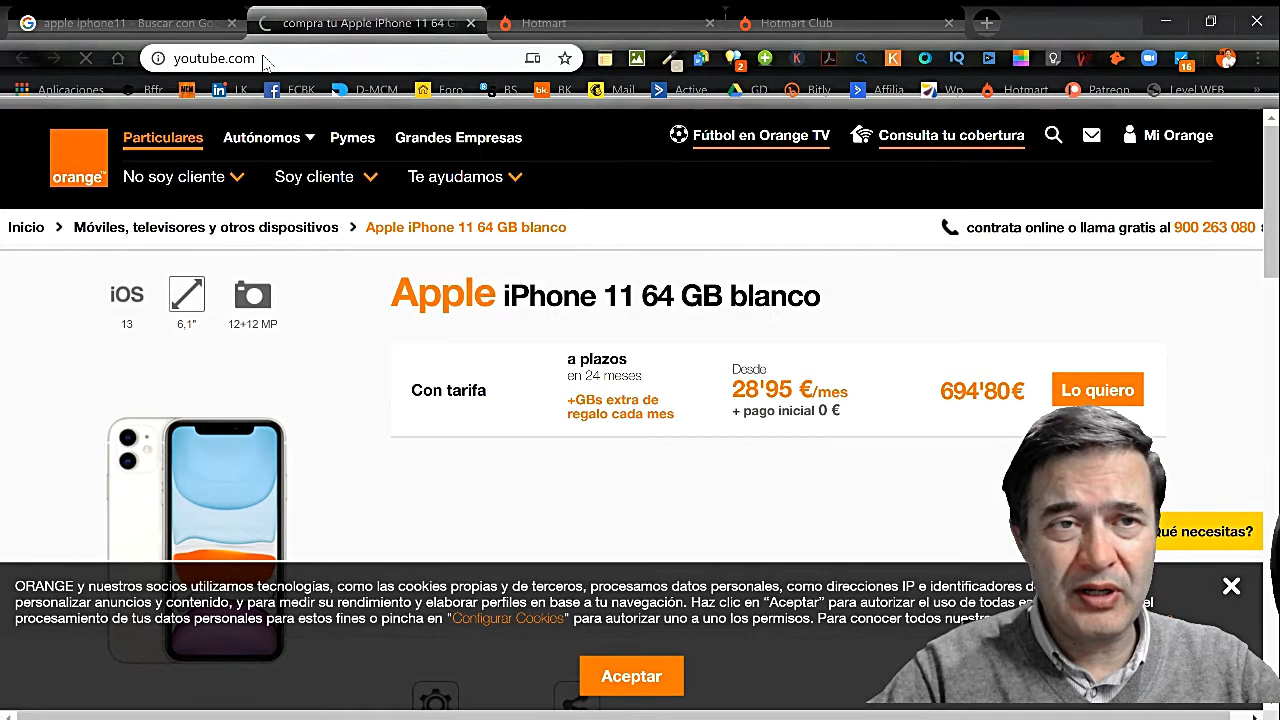 apple iphone11 - Buscar con Go
compra tu Apple iPhone 11 64 G
Hotmart
Hotmart Club
youtube.com
2
16
Aplicaciones
Bffr
MCM
LK
FCBK
D-MCM
Foro
BS
bk
BK
Mail
Active
GD
Bitly
Affilia
Wp
Hotmart
Patreon
Level WEB
»
orange™
Particulares
Autónomos
Pymes
Grandes Empresas
Fútbol en Orange TV
Consulta tu cobertura
Mi Orange
No soy cliente
Soy cliente
Te ayudamos
Inicio > Móviles, televisores y otros dispositivos > Apple iPhone 11 64 GB blanco
contrata online o llama gratis al 900 263 080
iOS
13
6,1"
12+12 MP
Apple iPhone 11 64 GB blanco
Con tarifa
a plazos
en 24 meses
+GBs extra de
regalo cada mes
Desde
28'95 €/mes
+ pago inicial 0 €
694'80€
Lo quiero
ué necesitas?
ORANGE y nuestros socios utilizamos tecnologías, como las cookies propias y de terceros, procesamos datos personales, como direcciones IP e identificadores d
personalizar anuncios y contenido, y para medir su rendimiento y elaborar perfiles en base a tu navegación. Haz clic en “Aceptar” para autorizar el uso de todas
procesamiento de tus datos personales para estos fines o pincha en "Configurar Cookies" para autorizar uno a uno los permisos. Para conocer todos
Aceptar